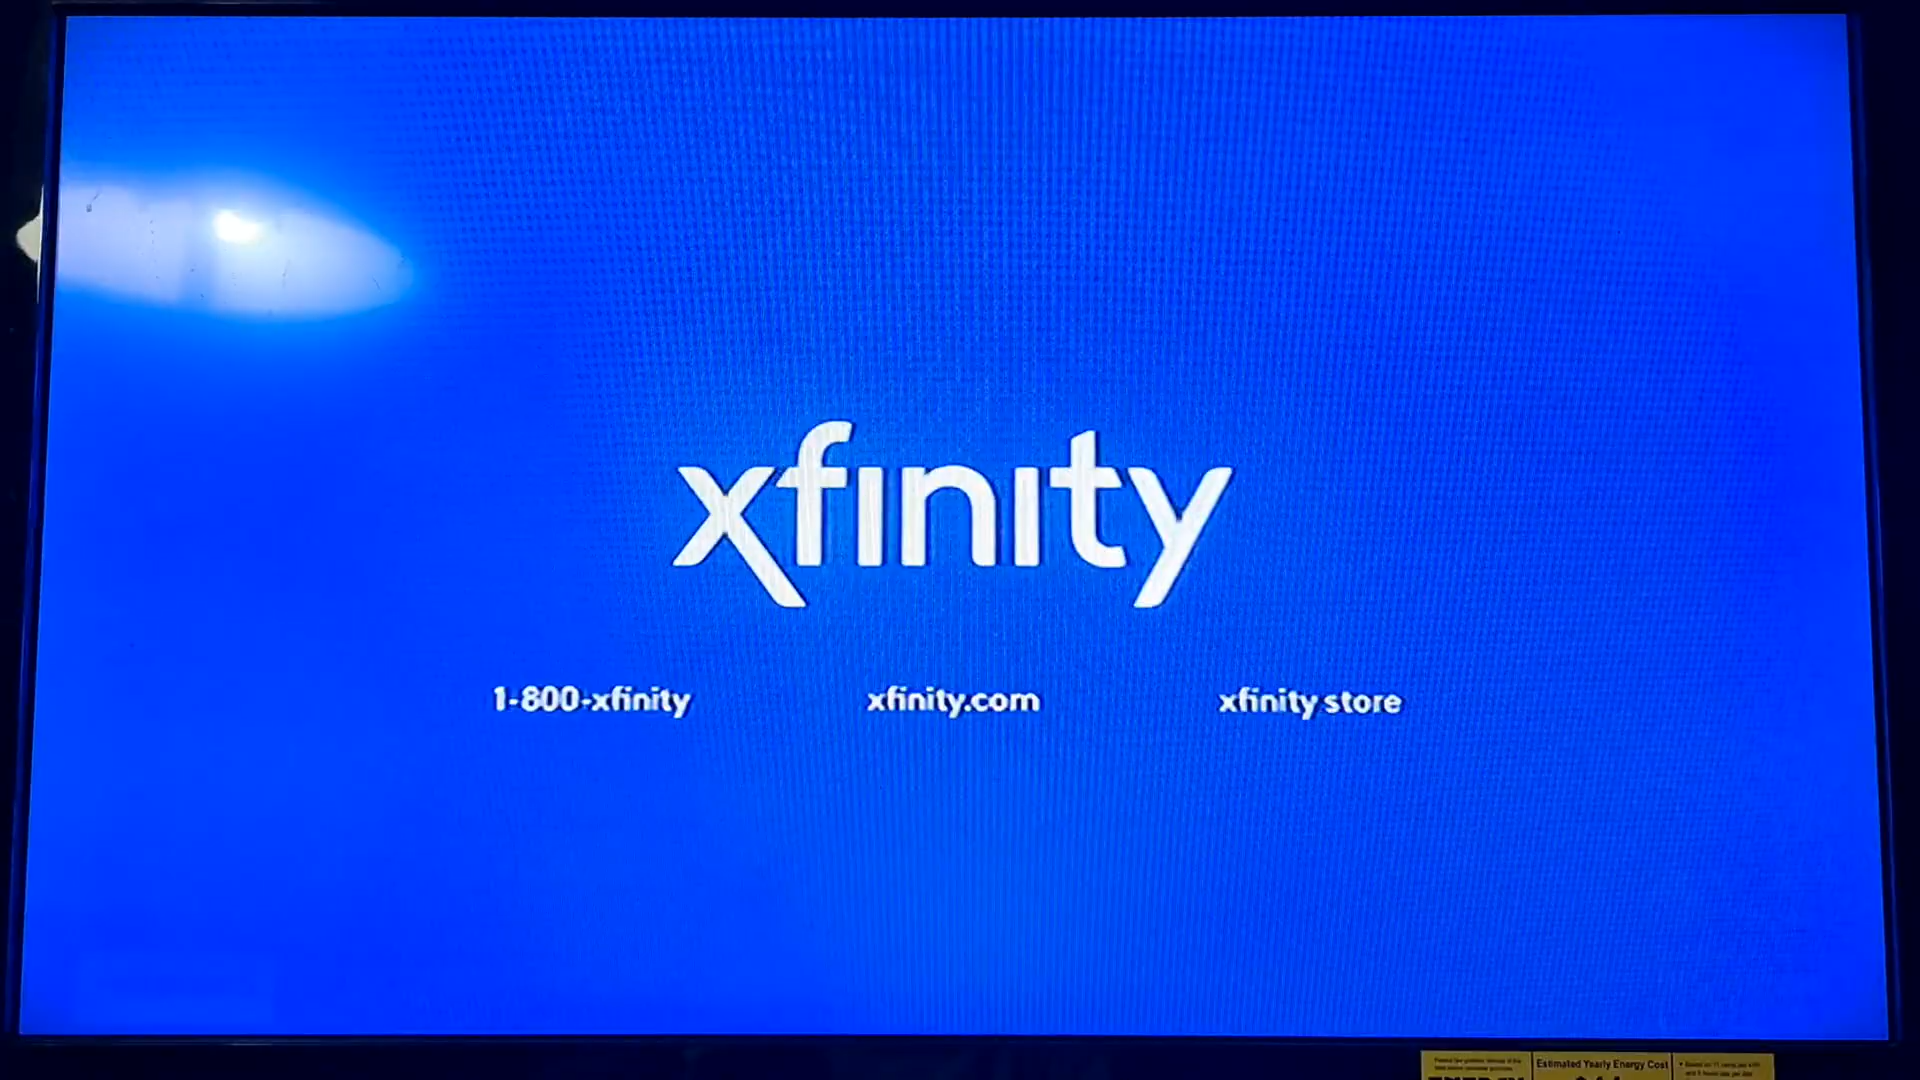 xfinity
1-800-xfinity xfinity.com xfinity store
Estimated Yearly Energy Cost